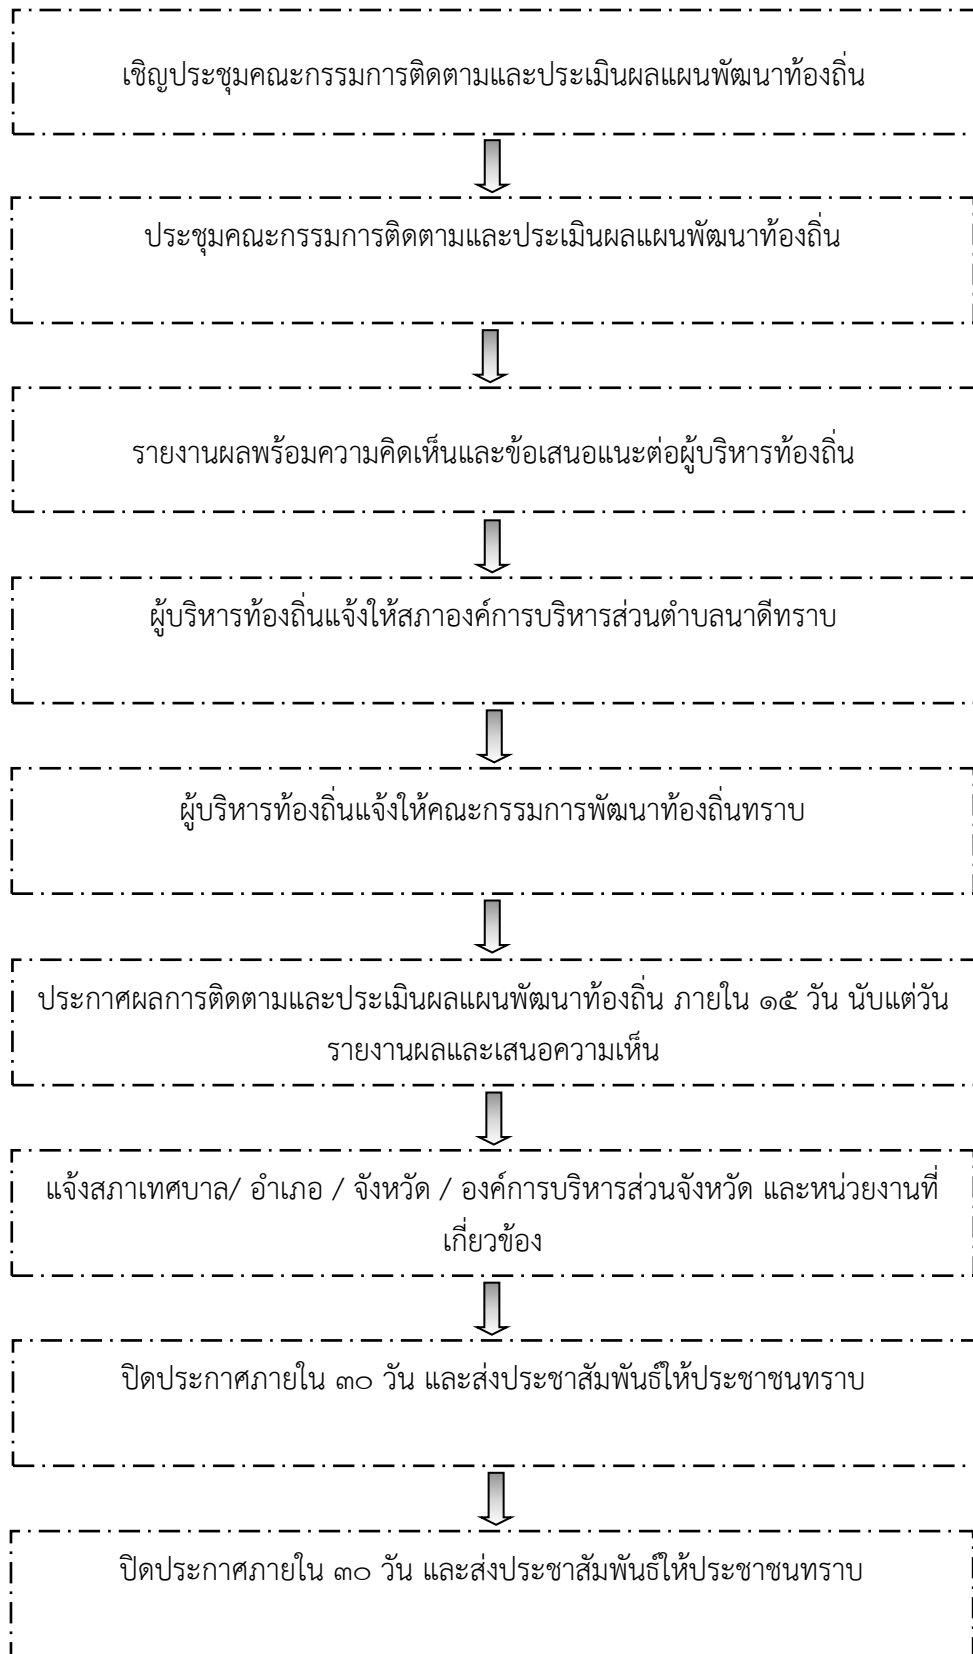 เชิญประชุมคณะกรรมการติดตามและประเมินผลแผนพัฒนาท้องถิ่น
ประชุมคณะกรรมการติดตามและประเมินผลแผนพัฒนาท้องถิ่น
รายงานผลพร้อมความคิดเห็นและข้อเสนอแนะต่อผู้บริหารท้องถิ่น
ผู้บริหารท้องถิ่นแจ้งให้สภาองค์การบริหารส่วนตำบลนาดีทราบ
ผู้บริหารท้องถิ่นแจ้งให้คณะกรรมการพัฒนาท้องถิ่นทราบ
ประกาศผลการติดตามและประเมินผลแผนพัฒนาท้องถิ่น ภายใน ๑๕ วัน นับแต่วัน
รายงานผลและเสนอความเห็น
แจ้งสภาเทศบาล/ อำเภอ / จังหวัด / องค์การบริหารส่วนจังหวัด และหน่วยงานที่
เกี่ยวข้อง
ปิดประกาศภายใน ๓๐ วัน และส่งประชาสัมพันธ์ให้ประชาชนทราบ
ปิดประกาศภายใน ๓๐ วัน และส่งประชาสัมพันธ์ให้ประชาชนทราบ